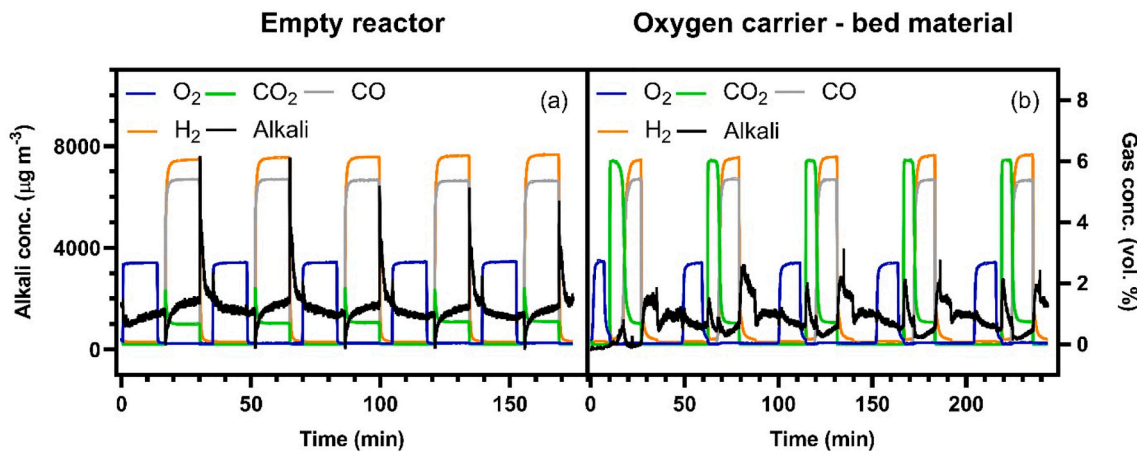 Empty reactor
Oxygen carrier - bed material
O₂ CO₂ CO (a)
H₂ Alkali
O₂ CO₂ CO (b)
H₂ Alkali
Alkali conc. (µg m⁻³)
8000
4000
0
Gas conc. (vol. %)
8
6
4
2
0
0 50 100 150
0 50 100 150 200
Time (min)
Time (min)